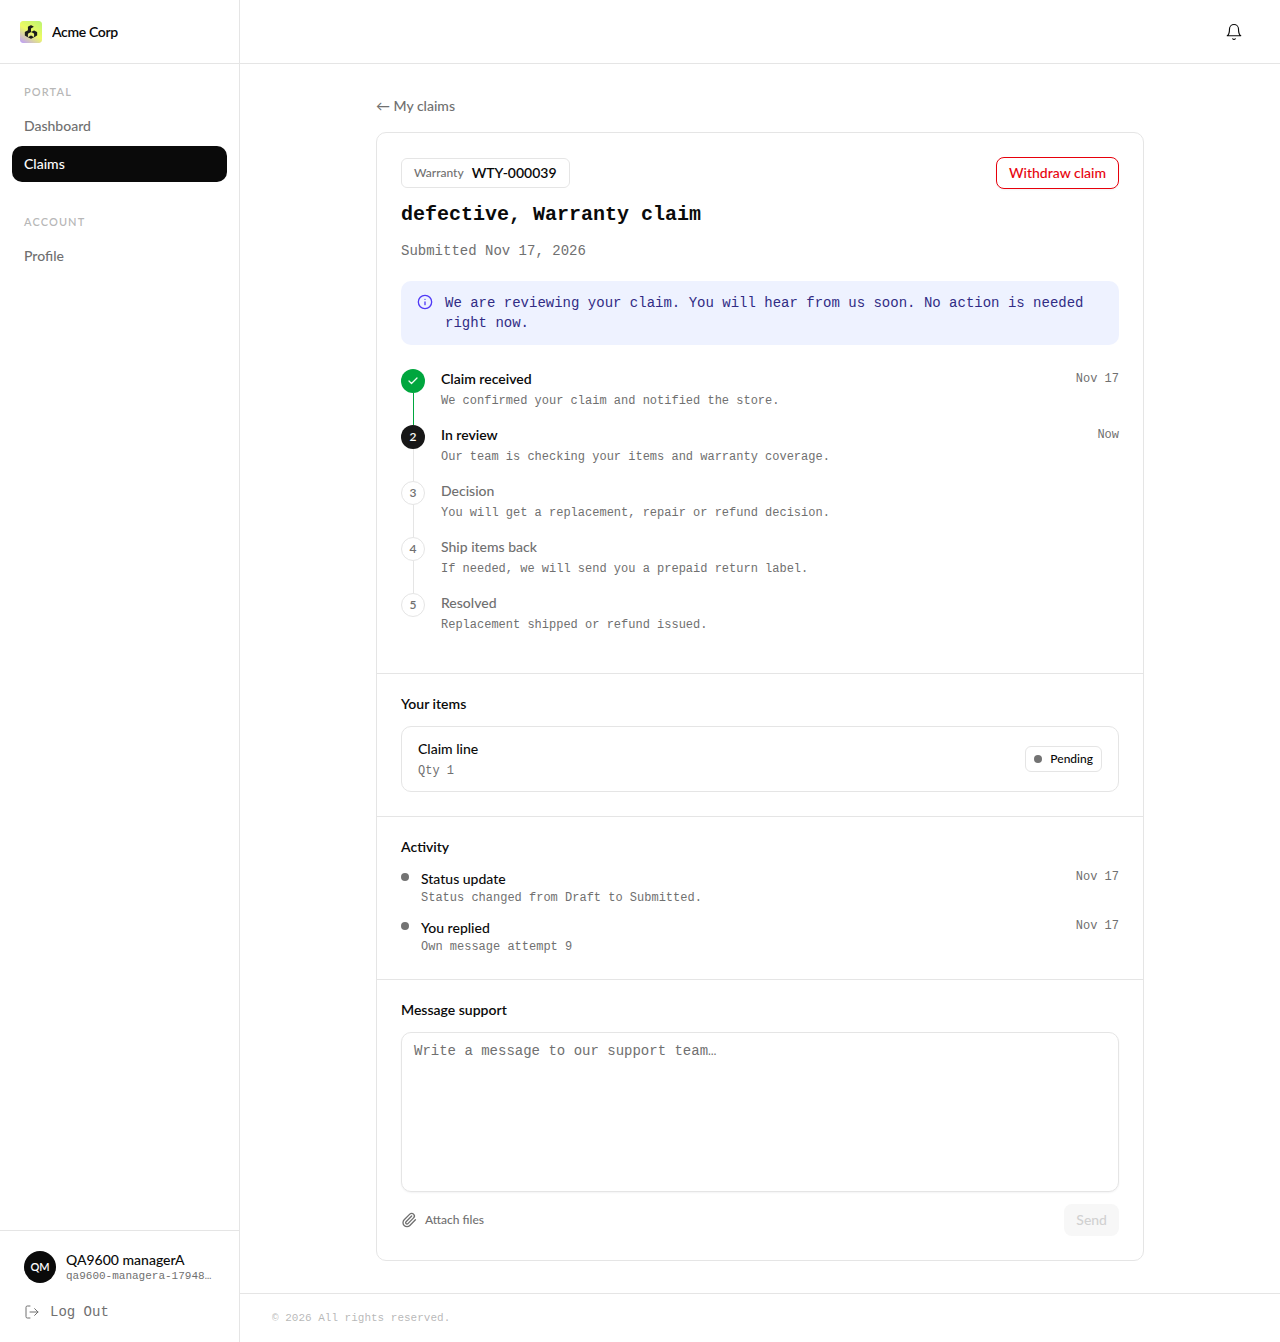 Acme Corp
PORTAL
Dashboard
Claims
ACCOUNT
Profile
← My claims
Warranty WTY-000039
Withdraw claim
defective, Warranty claim
Submitted Nov 17, 2026
We are reviewing your claim. You will hear from us soon. No action is needed
right now.
Claim received
Nov 17
We confirmed your claim and notified the store.
2
In review
Now
Our team is checking your items and warranty coverage.
3
Decision
You will get a replacement, repair or refund decision.
4
Ship items back
If needed, we will send you a prepaid return label.
5
Resolved
Replacement shipped or refund issued.
Your items
Claim line
Qty 1
Pending
Activity
Status update
Nov 17
Status changed from Draft to Submitted.
You replied
Nov 17
Own message attempt 9
Message support
Write a message to our support team…
Attach files
Send
QM
QA9600 managerA
qa9600-managera-17948…
Log Out
© 2026 All rights reserved.